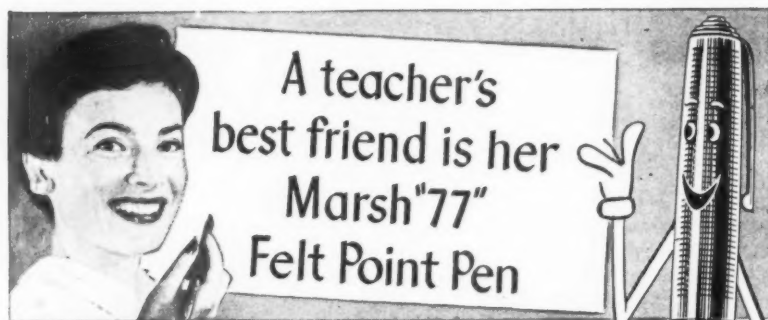 A teacher's
best friend is her
Marsh"77"
Felt Point Pen